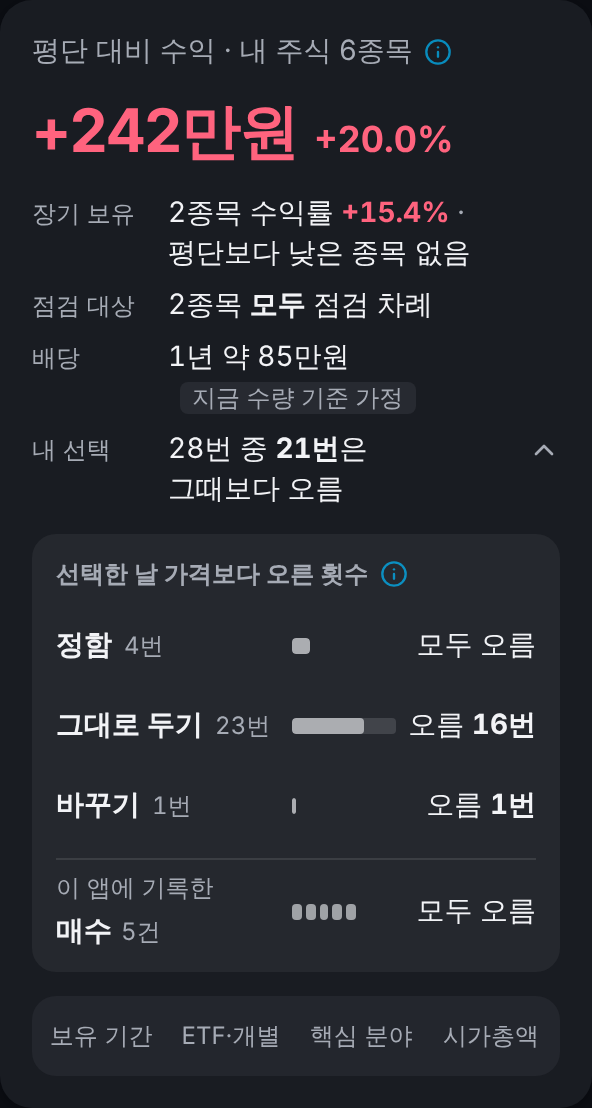 평단 대비 수익 · 내 주식 6종목
+242만원 +20.0%
장기 보유 2종목 수익률 +15.4% ·
평단보다 낮은 종목 없음
점검 대상 2종목 모두 점검 차례
배당 1년 약 85만원
지금 수량 기준 가정
내 선택 28번 중 21번은
그때보다 오름
선택한 날 가격보다 오른 횟수
정함 4번 모두 오름
그대로 두기 23번 오름 16번
바꾸기 1번 오름 1번
이 앱에 기록한
매수 5건 모두 오름
보유 기간 ETF·개별 핵심 분야 시가총액